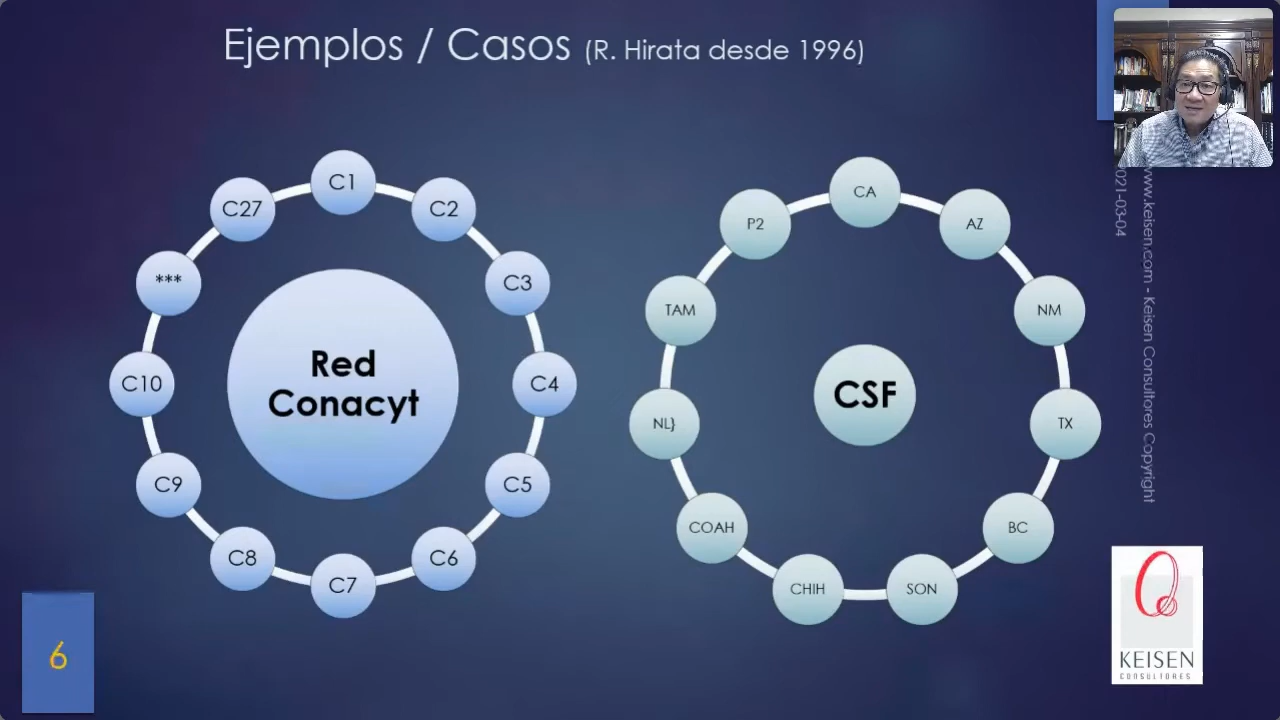 Ejemplos / Casos (R. Hirata desde 1996)
C1
C2
C3
C4
C5
C6
C7
C8
C9
C10
***
C27
Red
Conacyt
CA
AZ
NM
TX
BC
SON
CHIH
COAH
NL}
TAM
P2
CSF
www.keisen.com - Keisen Consultores Copyright
2021-03-04
KEISEN
CONSULTORES
6